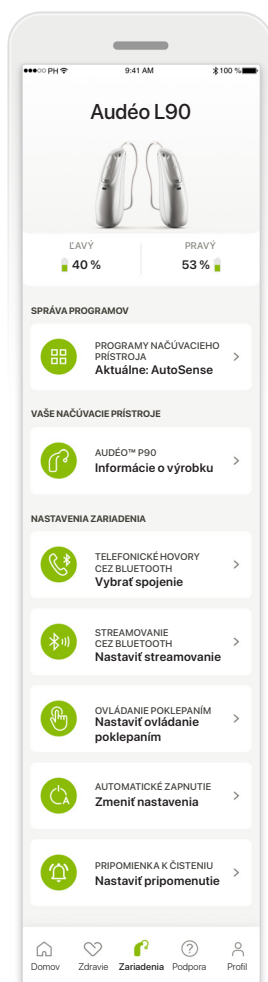 ●●●○○ PH 9:41 AM 100 %
Audéo L90
ĽAVÝ PRAVÝ
40 % 53 %
SPRÁVA PROGRAMOV
PROGRAMY NAČÚVACIEHO
PRÍSTROJA
Aktuálne: AutoSense
VAŠE NAČÚVACIE PRÍSTROJE
AUDÉO™ P90
Informácie o výrobku
NASTAVENIA ZARIADENIA
TELEFONICKÉ HOVORY
CEZ BLUETOOTH
Vybrať spojenie
STREAMOVANIE
CEZ BLUETOOTH
Nastaviť streamovanie
OVLÁDANIE POKLEPANÍM
Nastaviť ovládanie
poklepaním
AUTOMATICKÉ ZAPNUTIE
Zmeniť nastavenia
PRIPOMIENKA K ČISTENIU
Nastaviť pripomenutie
Domov Zdravie Zariadenia Podpora Profil